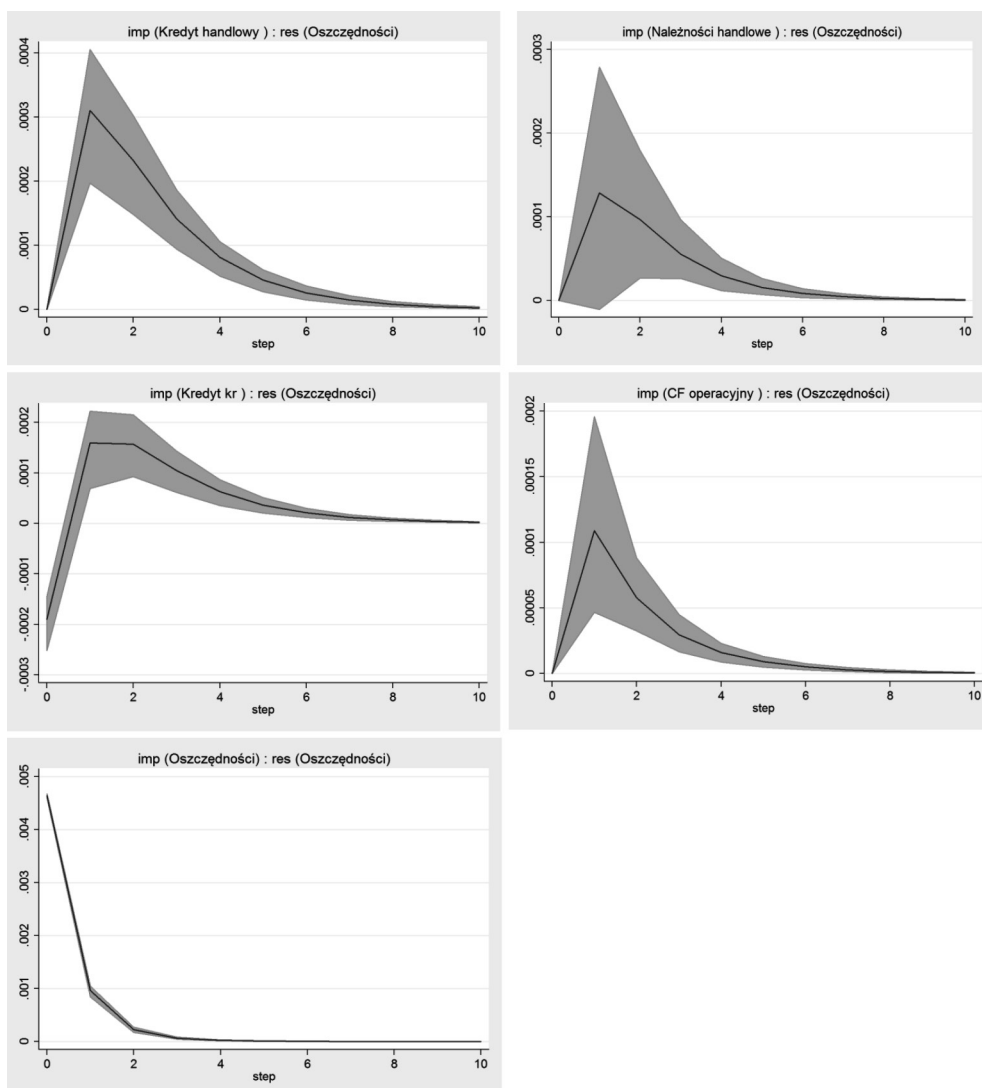 imp (Kredyt handlowy ) : res (Oszczędności)
.0004
.0003
.0002
.0001
0
0 2 4 6 8 10
step
imp (Należności handlowe ) : res (Oszczędności)
.0003
.0002
.0001
0
0 2 4 6 8 10
step
imp (Kredyt kr ) : res (Oszczędności)
.0002
.0001
0
-.0001
-.0002
-.0003
0 2 4 6 8 10
step
imp (CF operacyjny ) : res (Oszczędności)
.0002
.00015
.0001
.00005
0
0 2 4 6 8 10
step
imp (Oszczędności) : res (Oszczędności)
.005
.004
.003
.002
.001
0
0 2 4 6 8 10
step